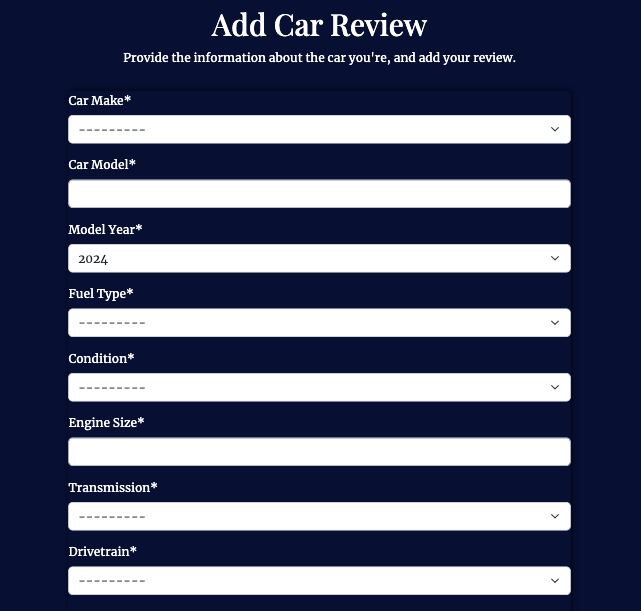 Add Car Review
Provide the information about the car you're, and add your review.
Car Make*
---------
Car Model*
Model Year*
2024
Fuel Type*
---------
Condition*
---------
Engine Size*
Transmission*
---------
Drivetrain*
---------